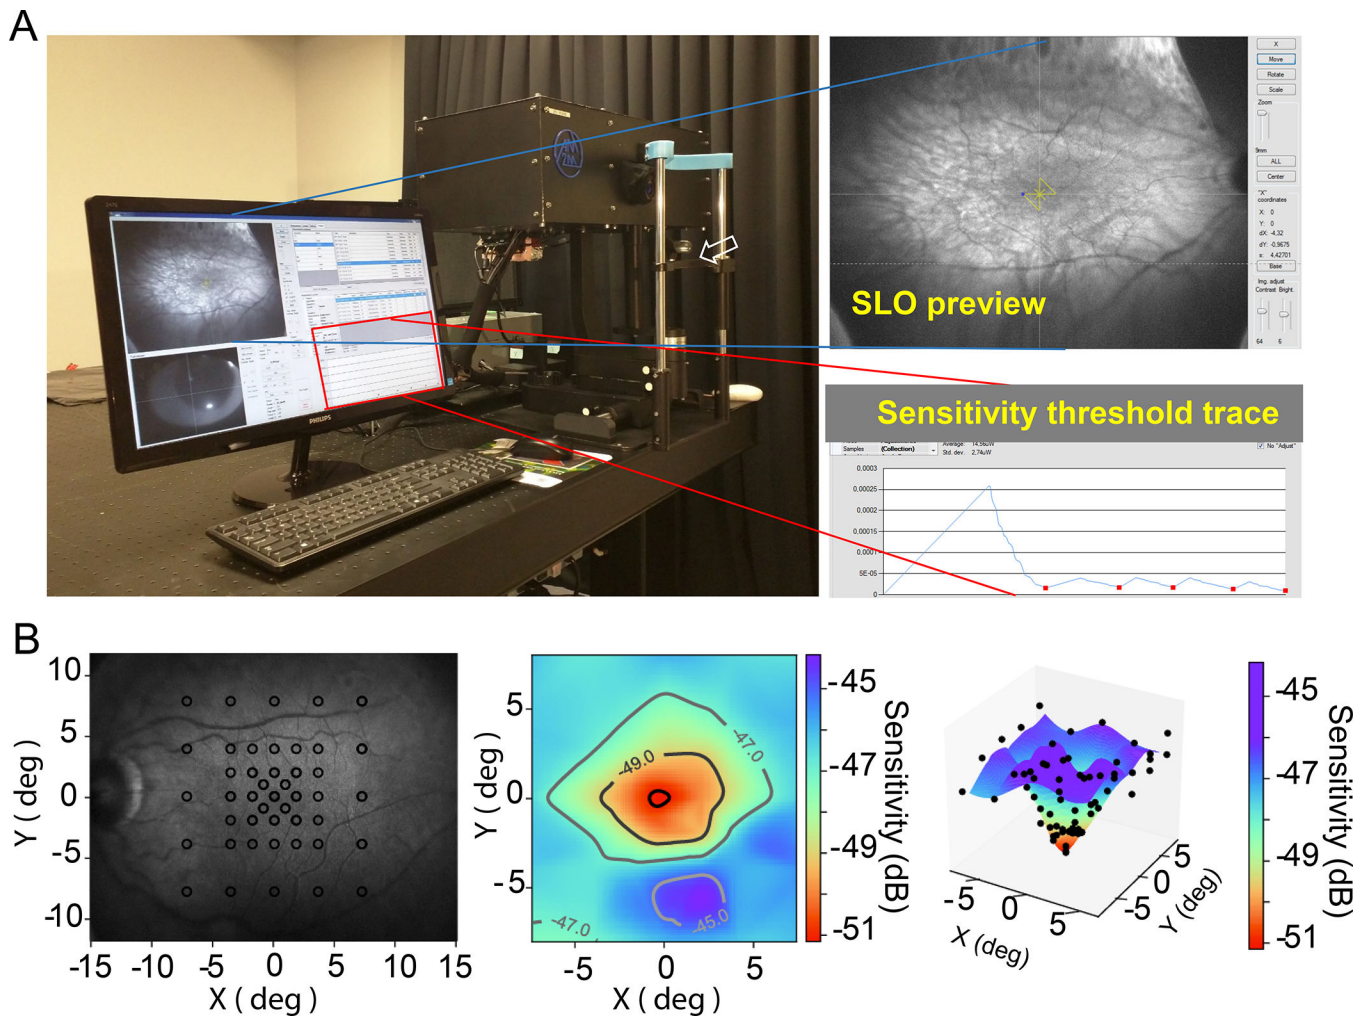 A
PHILIPS
SLO preview
X
Move
Rotate
Scale
Zoom
9mm
ALL
Center
"X"
coordinates
X: 0
Y: 0
dX: -4,32
dY: -0,9675
s: 4,42701
Base
Img. adjust
Contrast Bright.
64 6
Sensitivity threshold trace
Samples
(Collection)
Average: 14,56uW
Std. dev. 2,74uW
No "Adjust"
0,0003
0,00025
0,0002
0,00015
0,0001
5E-05
0
B
10
5
0
-5
-10
Y ( deg )
-15 -10 -5 0 5 10 15
X ( deg )
5
0
-5
Y ( deg )
-49.0
-47.0
-47.0
-45.0
-5 0 5
X ( deg )
-45
-47
-49
-51
Sensitivity (dB)
-5 0 5
X (deg)
5
0
-5
Y (deg)
-45
-47
-49
-51
Sensitivity (dB)